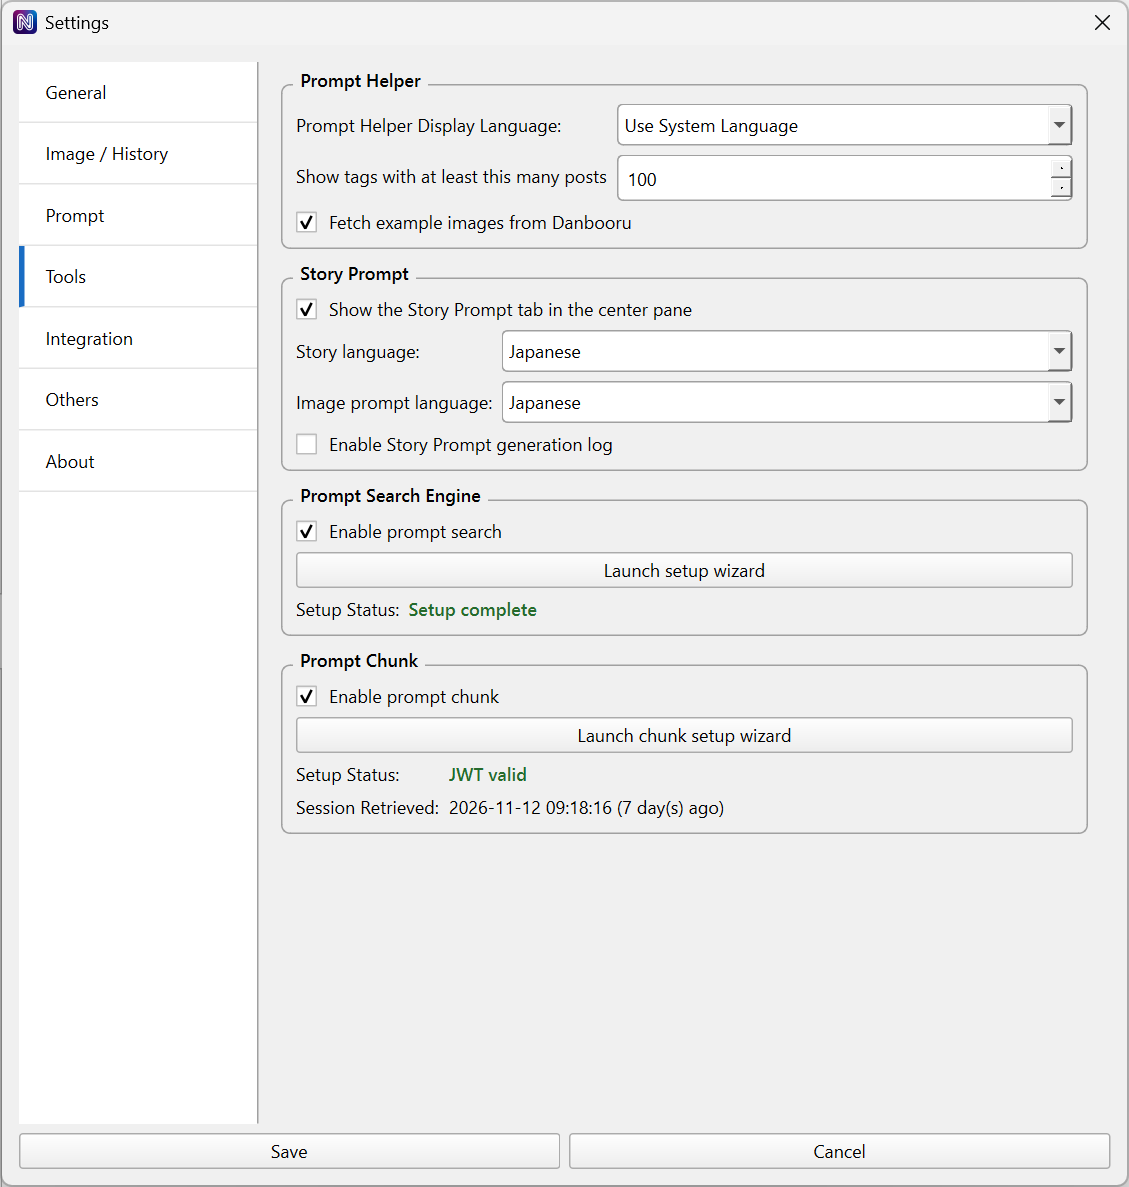 Settings
General
Image / History
Prompt
Tools
Integration
Others
About
Prompt Helper
Prompt Helper Display Language: Use System Language
Show tags with at least this many posts 100
Fetch example images from Danbooru
Story Prompt
Show the Story Prompt tab in the center pane
Story language: Japanese
Image prompt language: Japanese
Enable Story Prompt generation log
Prompt Search Engine
Enable prompt search
Launch setup wizard
Setup Status: Setup complete
Prompt Chunk
Enable prompt chunk
Launch chunk setup wizard
Setup Status: JWT valid
Session Retrieved: 2026-11-12 09:18:16 (7 day(s) ago)
Save Cancel